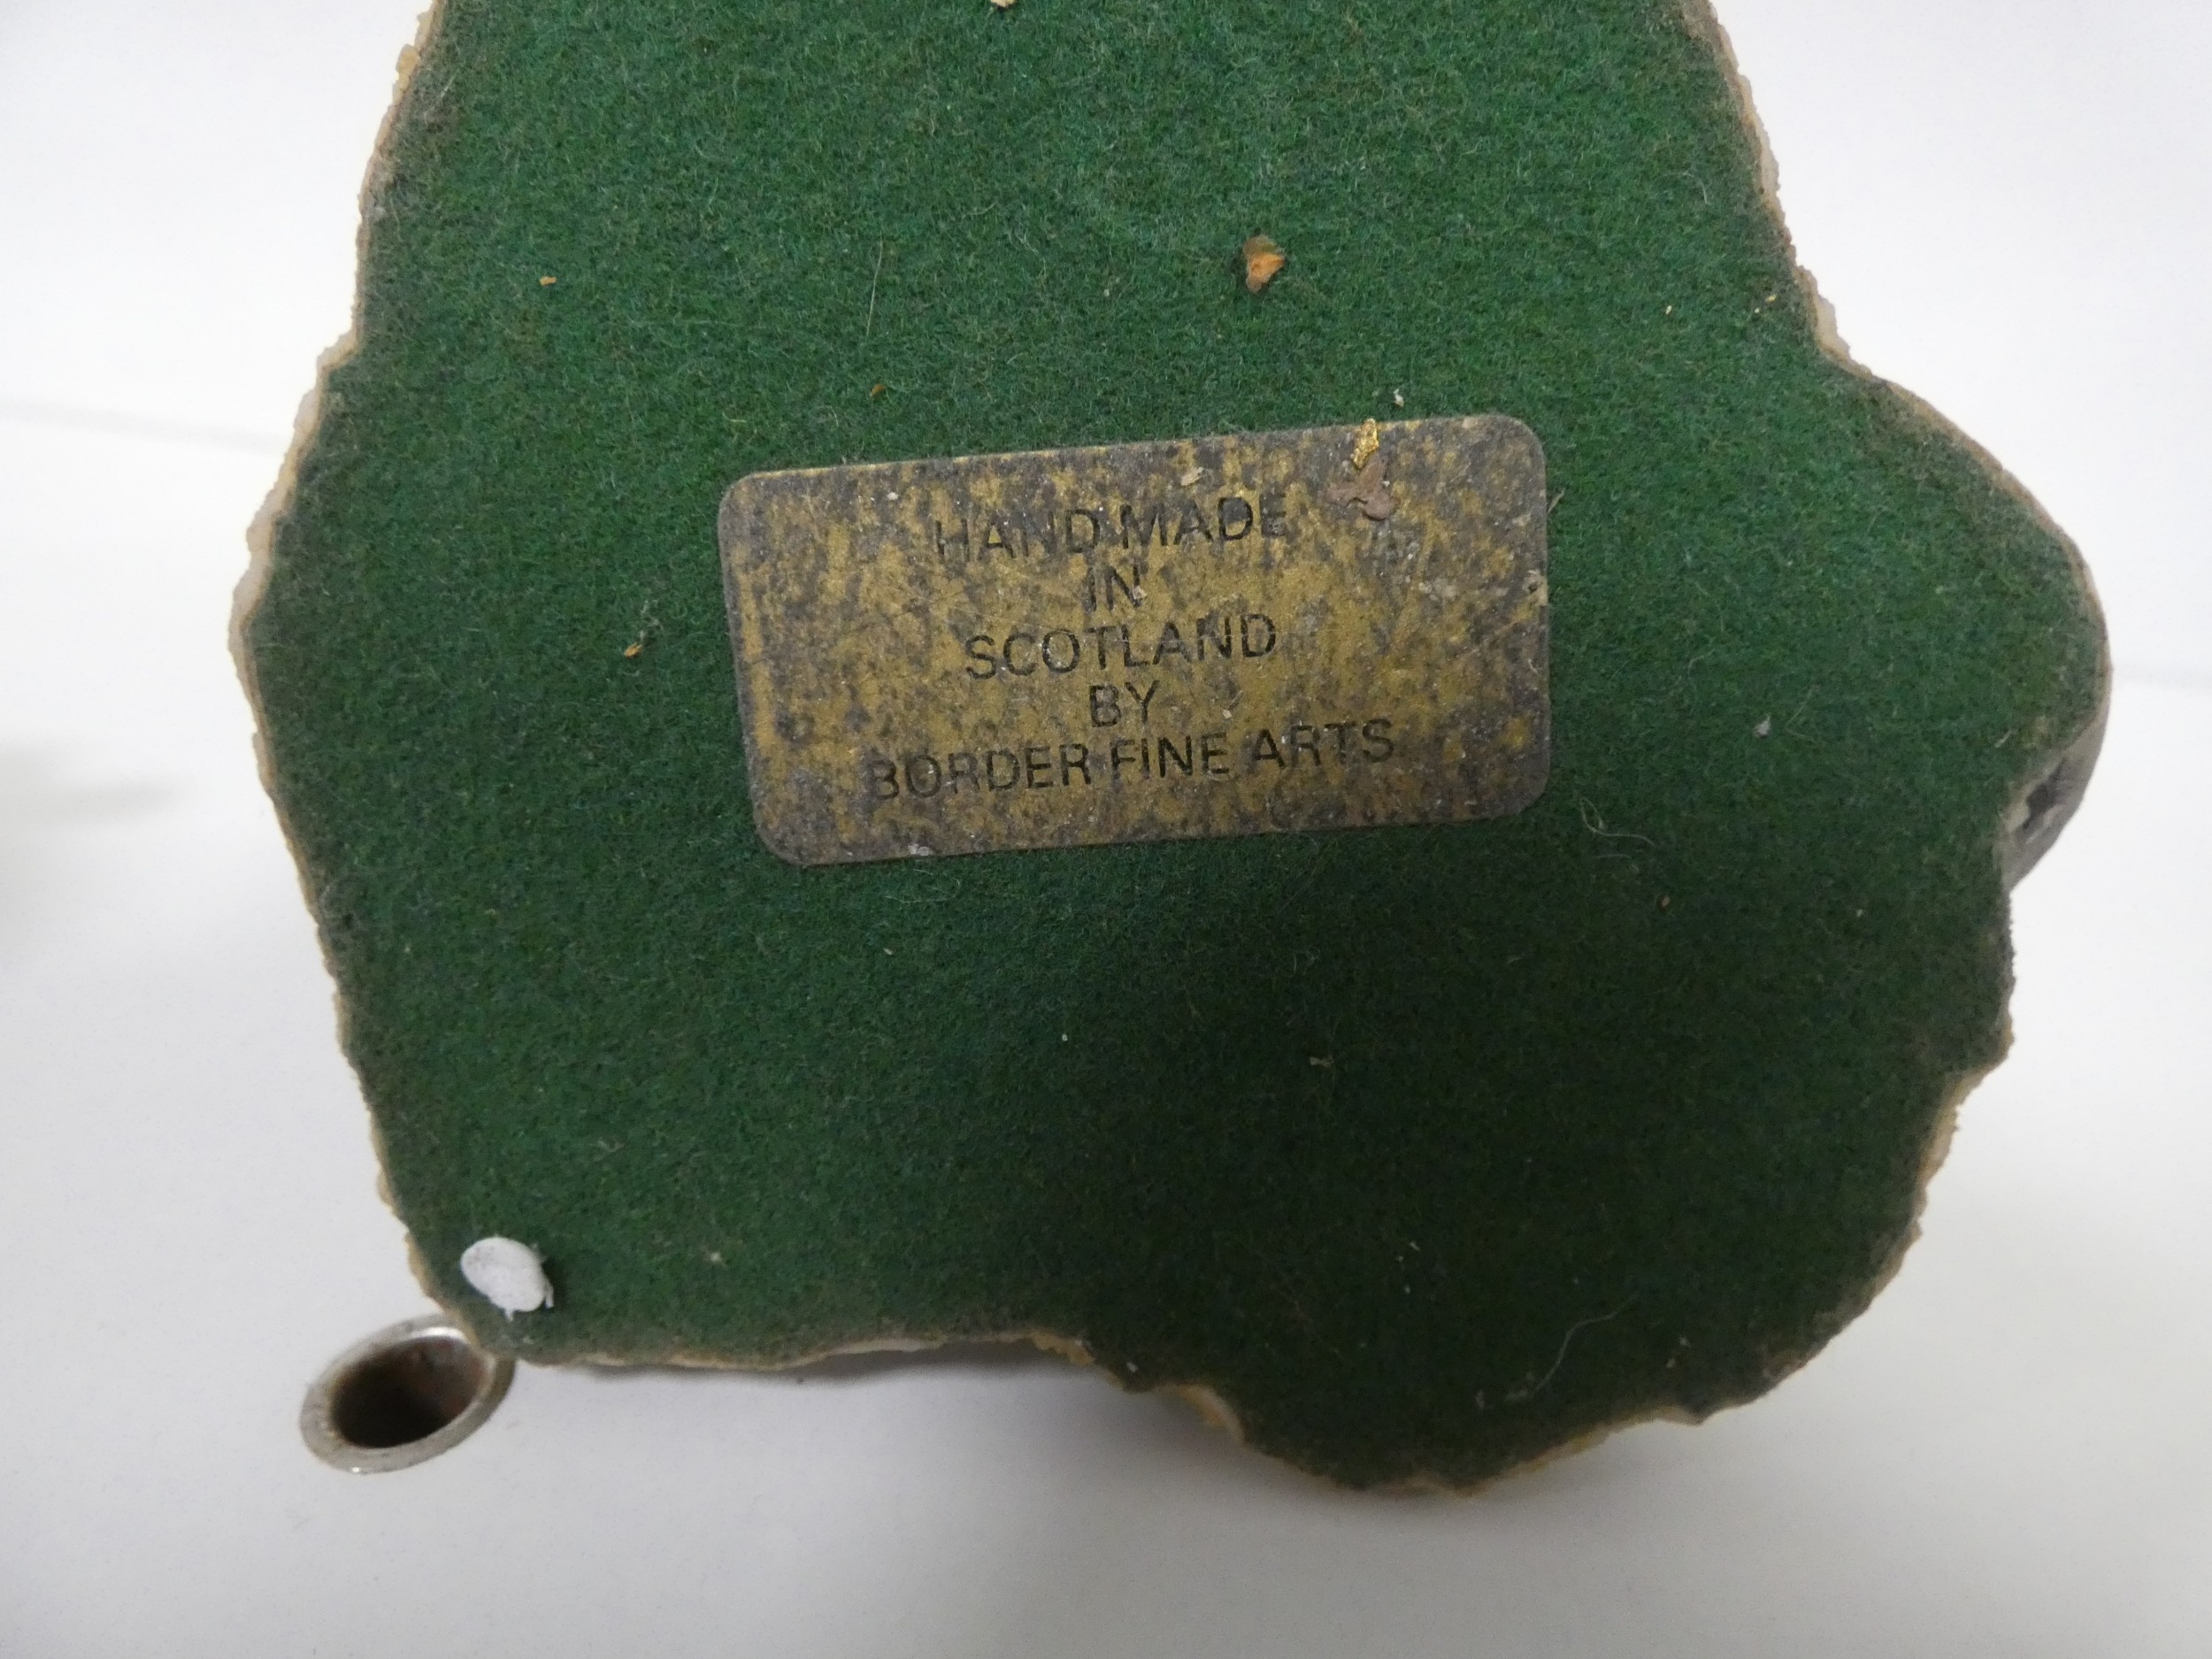 HAND MADE
IN
SCOTLAND
BY
BORDER FINE ARTS